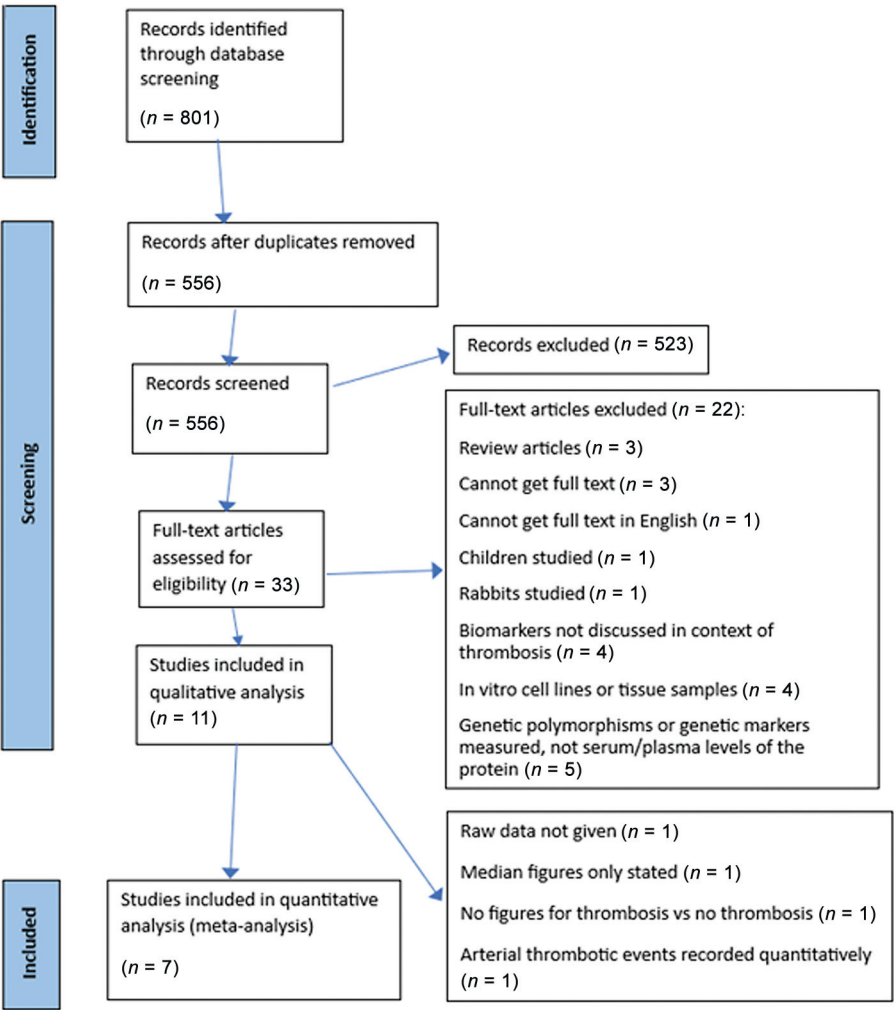 Identification
Records identified
through database
screening
(n = 801)
Screening
Records after duplicates removed
(n = 556)
Records screened
(n = 556)
Records excluded (n = 523)
Full-text articles
assessed for
eligibility (n = 33)
Full-text articles excluded (n = 22):
Review articles (n = 3)
Cannot get full text (n = 3)
Cannot get full text in English (n = 1)
Children studied (n = 1)
Rabbits studied (n = 1)
Biomarkers not discussed in context of
thrombosis (n = 4)
In vitro cell lines or tissue samples (n = 4)
Genetic polymorphisms or genetic markers
measured, not serum/plasma levels of the
protein (n = 5)
Studies included in
qualitative analysis
(n = 11)
Raw data not given (n = 1)
Median figures only stated (n = 1)
No figures for thrombosis vs no thrombosis (n = 1)
Arterial thrombotic events recorded quantitatively
(n = 1)
Included
Studies included in quantitative
analysis (meta-analysis)
(n = 7)